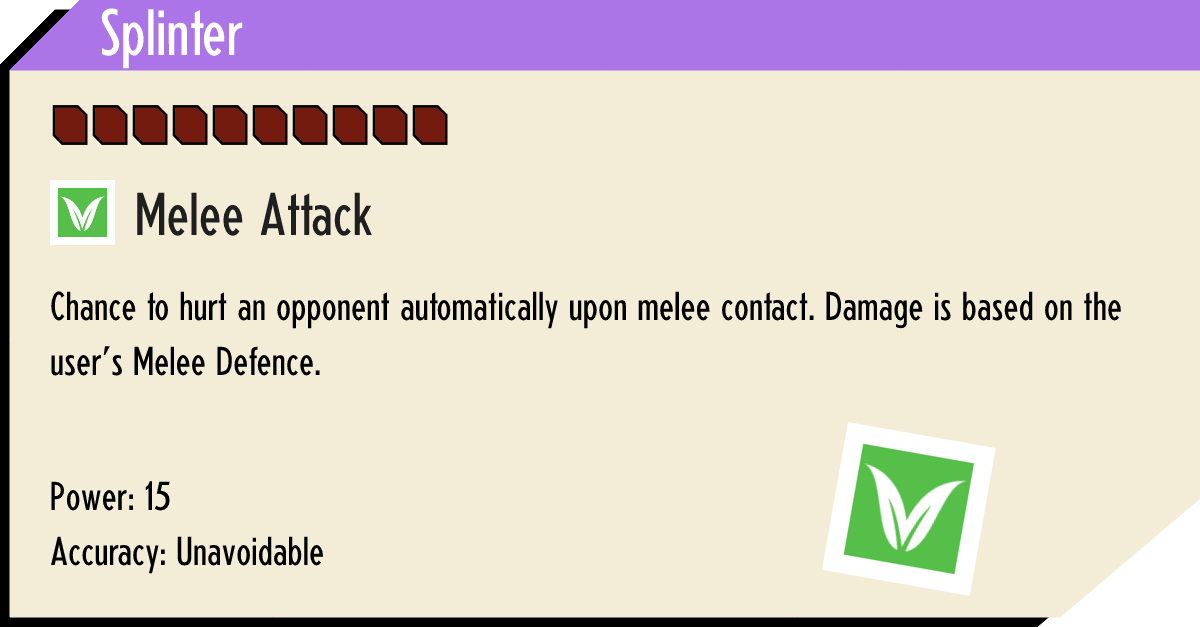 Splinter
Melee Attack
Chance to hurt an opponent automatically upon melee contact. Damage is based on the
user's Melee Defence.
Power: 15
Accuracy: Unavoidable